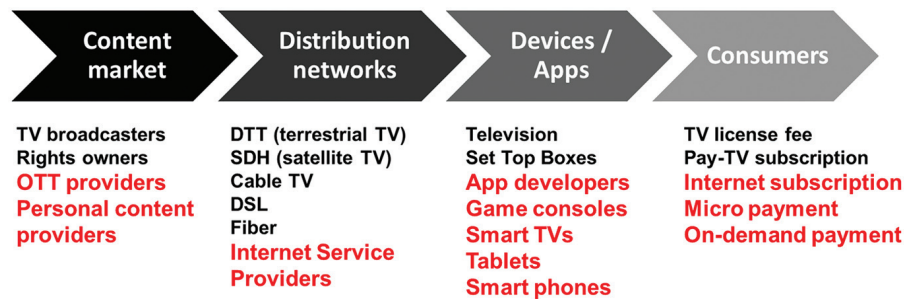 Content
market
Distribution
networks
Devices /
Apps
Consumers
TV broadcasters
Rights owners
OTT providers
Personal content
providers
DTT (terrestrial TV)
SDH (satellite TV)
Cable TV
DSL
Fiber
Internet Service
Providers
Television
Set Top Boxes
App developers
Game consoles
Smart TVs
Tablets
Smart phones
TV license fee
Pay-TV subscription
Internet subscription
Micro payment
On-demand payment